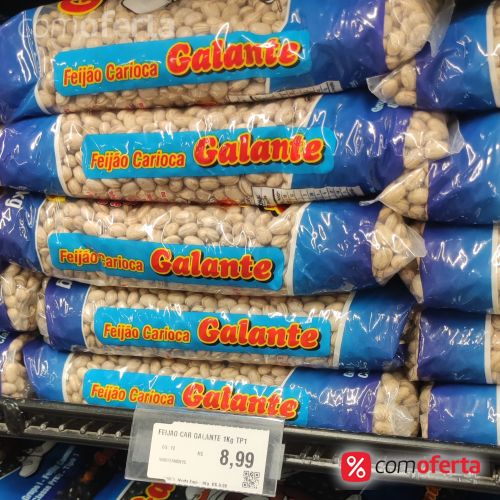 comoferta
Feijão Carioca Galante
Feijão Carioca Galante
Feijão Carioca Galante
Feijão Carioca Galante
Feijão Carioca Galante
FEIJAO CAR GALANTE 1Kg TP1
R$ 8,99
% comoferta